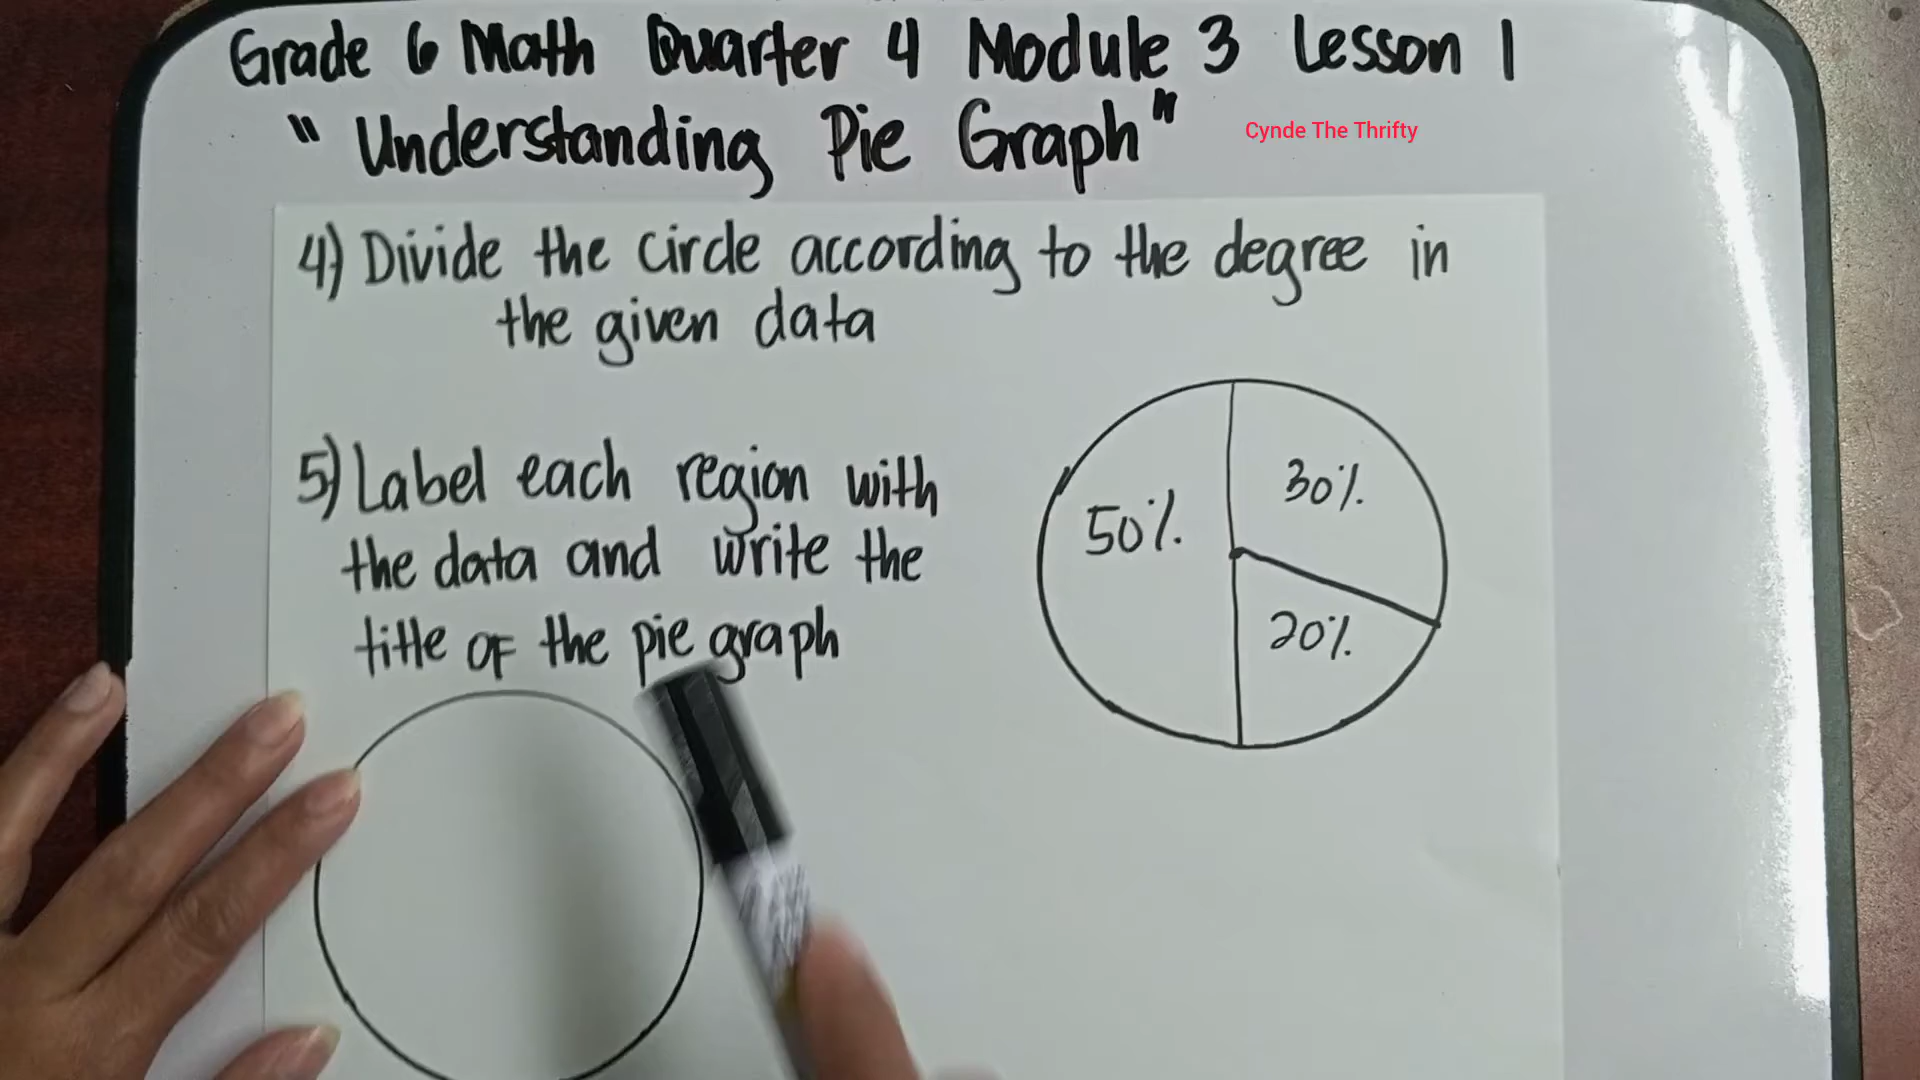 Grade 6 Math Quarter 4 Module 3 Lesson 1
"Understanding Pie Graph"
Cynde The Thrifty
4) Divide the circle according to the degree in
the given data
5) Label each region with
the data and write the
title OF the pie graph
50%
30%
20%